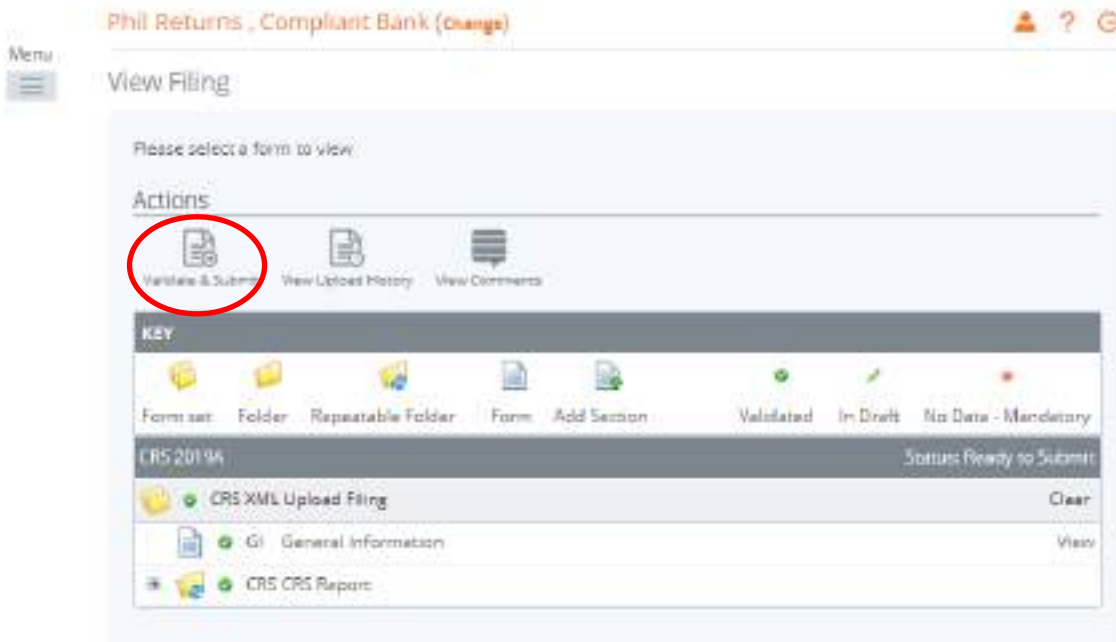 Phil Returns , Compliant Bank (Change)
?
Menu
View Filing
Please select a form to view
Actions
Validate & Submit View Upload History View Comments
KEY
Form set Folder Repeatable Folder Form Add Section Validated In Draft No Data - Mandatory
CRS 2019A Status: Ready to Submit
CRS XML Upload Filing Clear
GI General Information View
CRS CRS Report